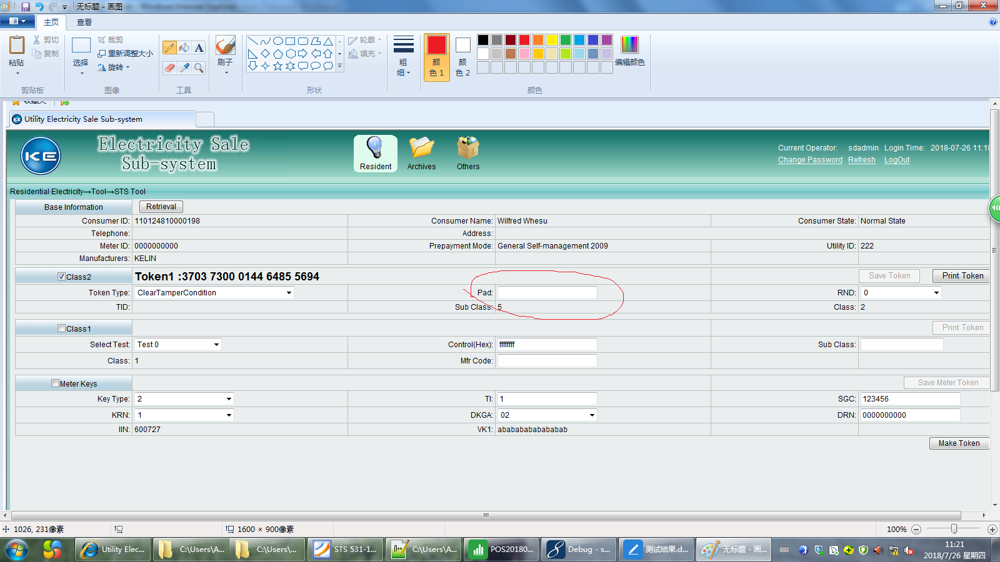 无标题 - 画图
主页 查看
粘贴 剪切 复制 选择 裁剪 重新调整大小 旋转 A 刷子 轮廓 填充 粗细 颜色 1 颜色 2 编辑颜色
剪贴板 图像 工具 形状 颜色
KE Utility Electricity Sale Sub-system
KE
Electricity Sale
Sub-system
Resident Archives Others
Current Operator: sdadmin Login Time: 2018-07-26 11:10
Change Password Refresh LogOut
Residential Electricity→Tool→STS Tool
Base Information Retrieval
Consumer ID: 110124810000198 Consumer Name: Wilfred Whesu Consumer State: Normal State
Telephone: Address:
Meter ID: 0000000000 Prepayment Mode: General Self-management 2009 Utility ID: 222
Manufacturers: KELIN
Class2 Token1 :3703 7300 0144 6485 5694 Save Token Print Token
Token Type: ClearTamperCondition Pad: RND: 0
TID: Sub Class: 5 Class: 2
Class1 Print Token
Select Test: Test 0 Control(Hex): ffffffff Sub Class:
Class: 1 Mfr Code:
Meter Keys Save Meter Token
Key Type: 2 TI: 1 SGC: 123456
KRN: 1 DKGA: 02 DRN: 0000000000
IIN: 600727 VK1: abababababababab
Make Token
40
1026, 231像素 1600 × 900像素 100%
Utility Elec... C:\Users\A... C:\Users\... STS 531-1... C:\Users\A... POS20180... Debug - s... 测试结果.d... 无标题 - 画...
11:21
2018/7/26 星期四